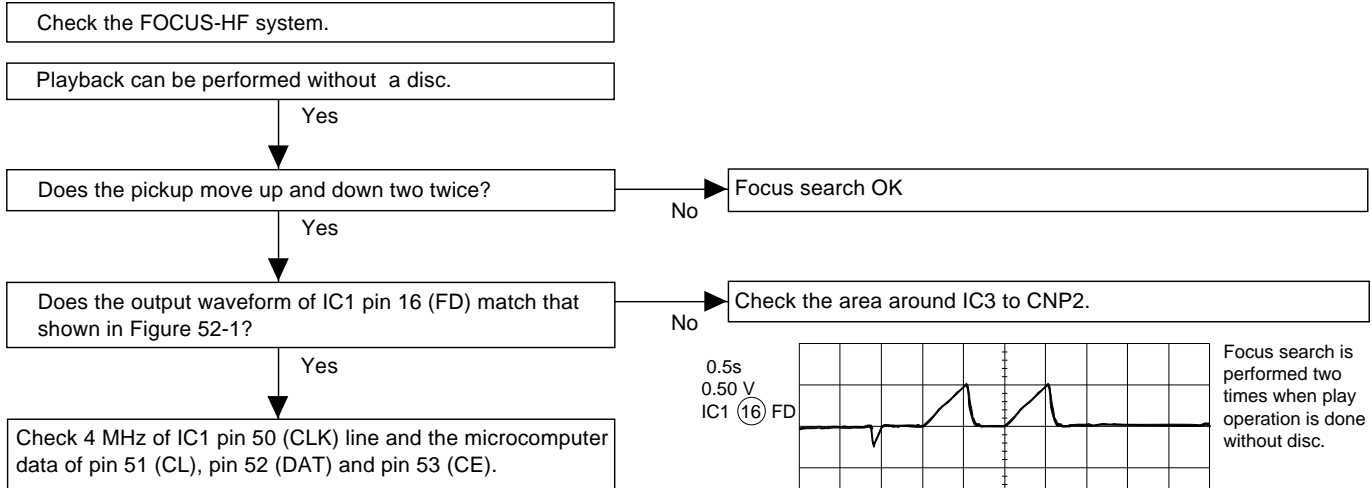 Check the FOCUS-HF system.
Playback can be performed without a disc.
Yes
Does the pickup move up and down two twice?
No
Focus search OK
Yes
Does the output waveform of IC1 pin 16 (FD) match that
shown in Figure 52-1?
No
Check the area around IC3 to CNP2.
Yes
Check 4 MHz of IC1 pin 50 (CLK) line and the microcomputer
data of pin 51 (CL), pin 52 (DAT) and pin 53 (CE).
0.5s
0.50 V
IC1 16 FD
Focus search is
performed two
times when play
operation is done
without disc.